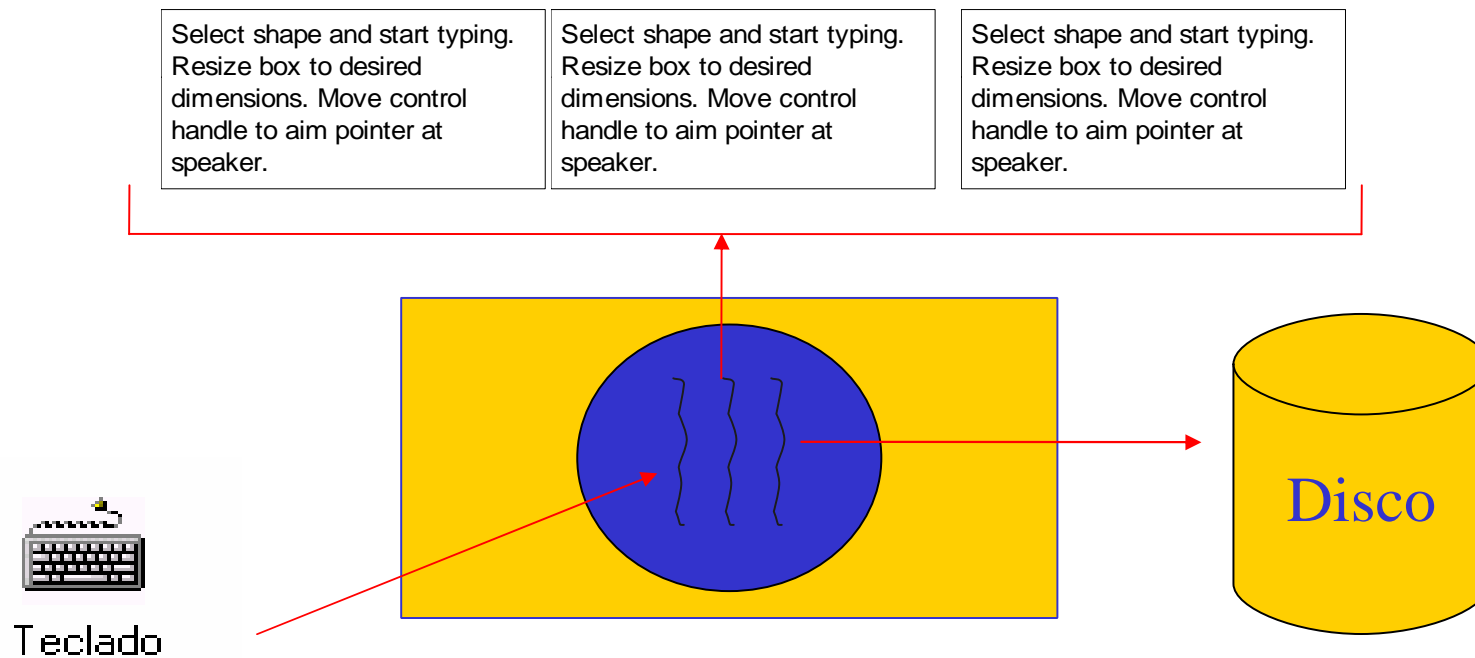 Select shape and start typing.
Resize box to desired
dimensions. Move control
handle to aim pointer at
speaker.
Select shape and start typing.
Resize box to desired
dimensions. Move control
handle to aim pointer at
speaker.
Select shape and start typing.
Resize box to desired
dimensions. Move control
handle to aim pointer at
speaker.
Disco
Teclado